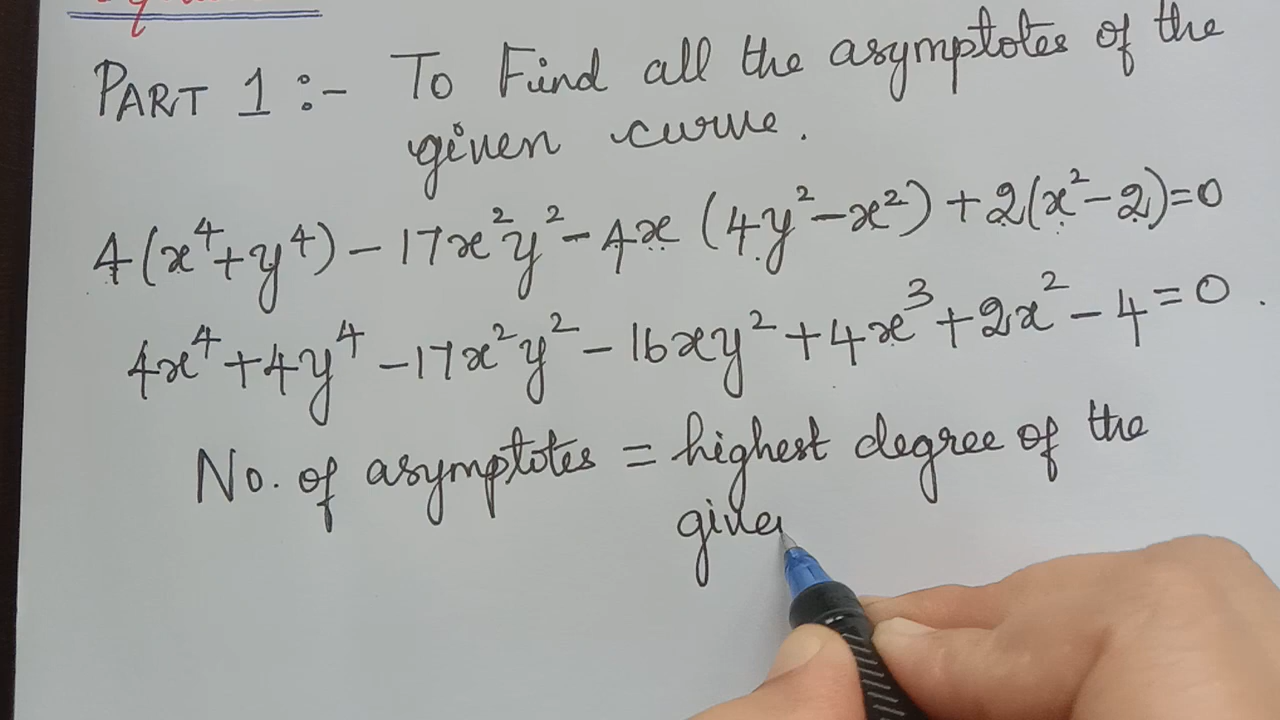 PART 1 :- To Find all the asymptotes of the
given curve.
4(x⁴+y⁴) - 17x²y² - 4x (4y² - x²) + 2(x² - 2) = 0
4x⁴ + 4y⁴ - 17x²y² - 16xy² + 4x³ + 2x² - 4 = 0 .
No. of asymptotes = highest degree of the
give